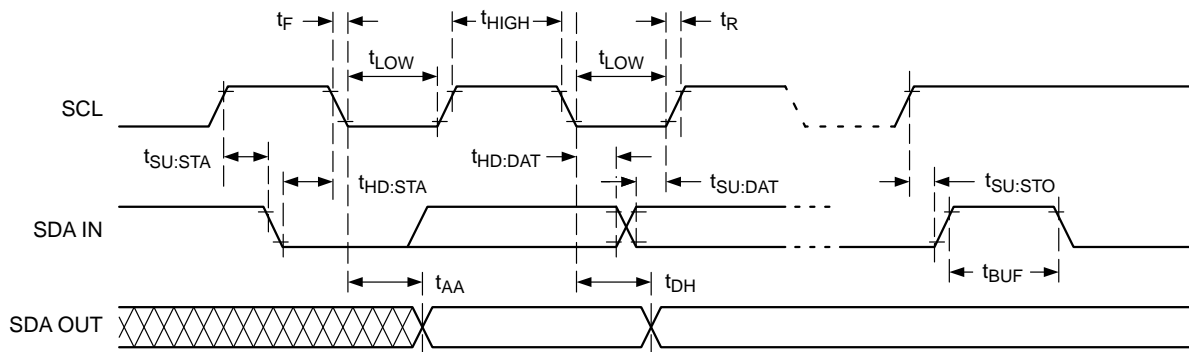 tF
tHIGH
tR
tLOW
tLOW
SCL
tSU:STA
tHD:DAT
tHD:STA
tSU:DAT
tSU:STO
SDA IN
tBUF
tAA
tDH
SDA OUT